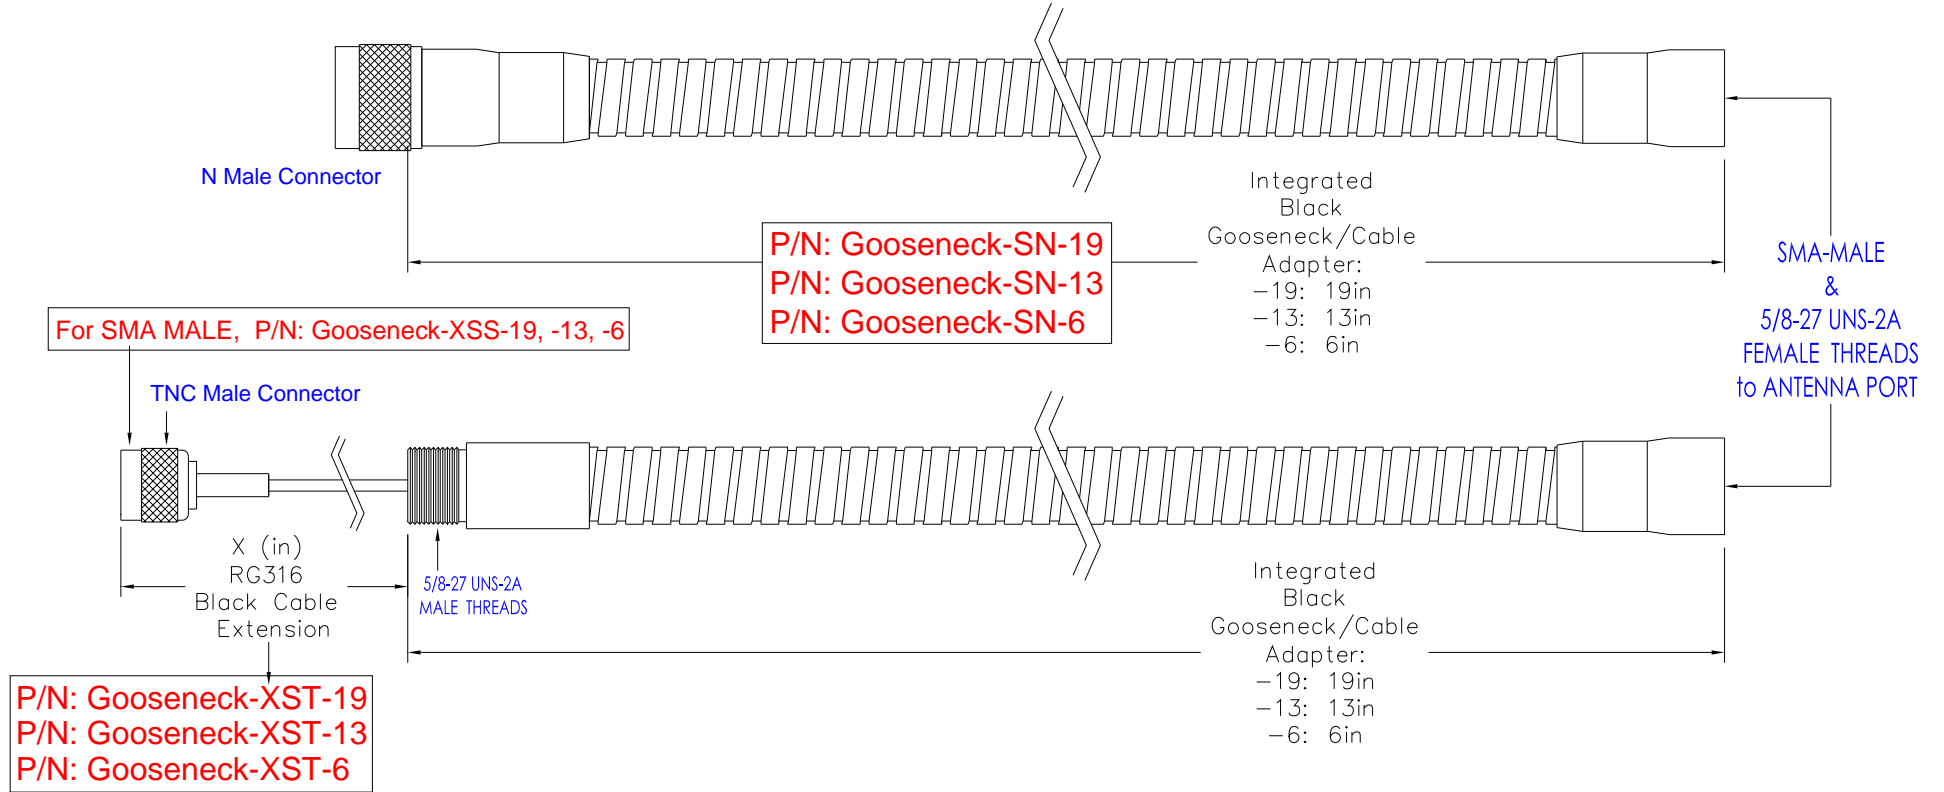 N Male Connector
P/N: Gooseneck-SN-19
P/N: Gooseneck-SN-13
P/N: Gooseneck-SN-6
Integrated
Black
Gooseneck/Cable
Adapter:
-19: 19in
-13: 13in
-6: 6in
SMA-MALE
&
5/8-27 UNS-2A
FEMALE THREADS
to ANTENNA PORT
For SMA MALE, P/N: Gooseneck-XSS-19, -13, -6
TNC Male Connector
X (in)
RG316
Black Cable
Extension
5/8-27 UNS-2A
MALE THREADS
Integrated
Black
Gooseneck/Cable
Adapter:
-19: 19in
-13: 13in
-6: 6in
P/N: Gooseneck-XST-19
P/N: Gooseneck-XST-13
P/N: Gooseneck-XST-6